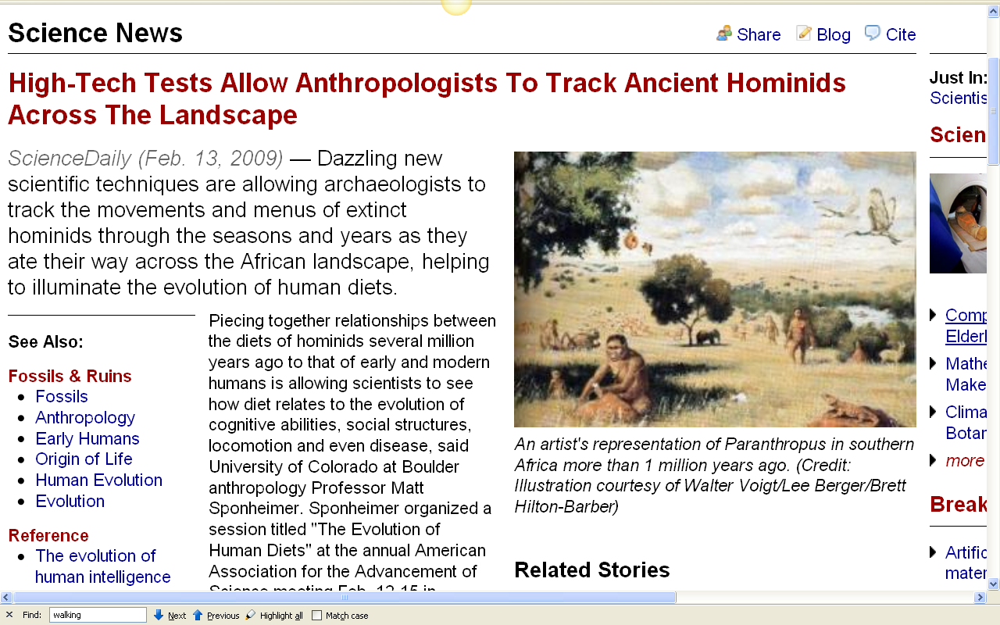 Science News
Share Blog Cite
High-Tech Tests Allow Anthropologists To Track Ancient Hominids
Across The Landscape
ScienceDaily (Feb. 13, 2009) — Dazzling new
scientific techniques are allowing archaeologists to
track the movements and menus of extinct
hominids through the seasons and years as they
ate their way across the African landscape, helping
to illuminate the evolution of human diets.
See Also:
Fossils & Ruins
Fossils
Anthropology
Early Humans
Origin of Life
Human Evolution
Evolution
Reference
The evolution of
human intelligence
Piecing together relationships between
the diets of hominids several million
years ago to that of early and modern
humans is allowing scientists to see
how diet relates to the evolution of
cognitive abilities, social structures,
locomotion and even disease, said
University of Colorado at Boulder
anthropology Professor Matt
Sponheimer. Sponheimer organized a
session titled "The Evolution of
Human Diets" at the annual American
Association for the Advancement of
Science meeting Feb. 12-15 in
An artist's representation of Paranthropus in southern
Africa more than 1 million years ago. (Credit:
Illustration courtesy of Walter Voigt/Lee Berger/Brett
Hilton-Barber)
Related Stories
Just In:
Scientis
Scien
Comp
Elderl
Mathe
Make
Clima
Botan
more
Break
Artific
mater
Find: walking Next Previous Highlight all Match case